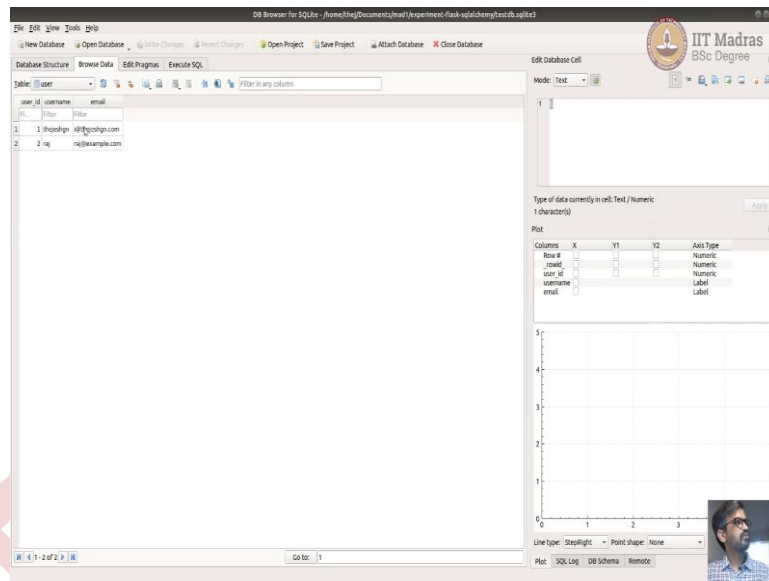 DB Browser for SQLite - /home/thej/Documents/mad1/experiment-flask-sqlalchemy/testdb.sqlite3
File Edit View Tools Help
New Database Open Database Write Changes Revert Changes Open Project Save Project Attach Database Close Database
IIT Madras
BSc Degree
Database Structure Browse Data Edit Pragmas Execute SQL
Table: user
Filter in any column
user_id username email
Fi... Filter Filter
1 1 thejeshgn i@thejeshgn.com
2 2 raj raj@example.com
1 - 2 of 2
Go to: 1
Edit Database Cell
Mode: Text
1 1
Type of data currently in cell: Text / Numeric
1 character(s)
Apply
Plot
Columns X Y1 Y2 Axis Type
Row # Numeric
_rowid_ Numeric
user_id Numeric
username Label
email Label
5
4
3
2
1
0
0 1 2 3
Line type: StepRight Point shape: None
Plot SQL Log DB Schema Remote